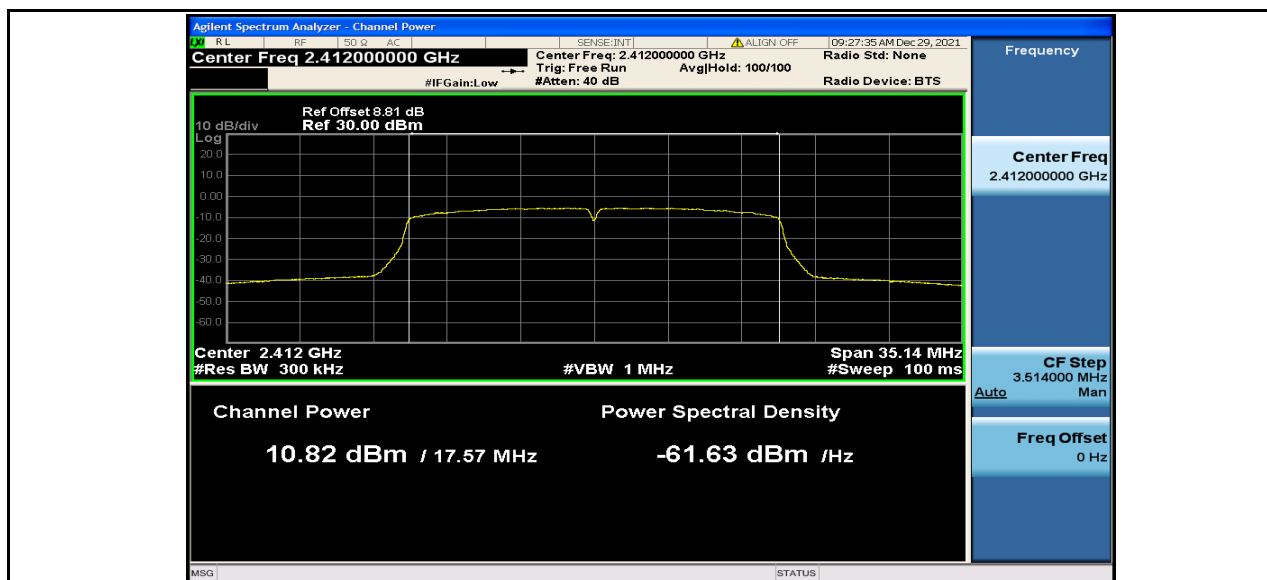 Agilent Spectrum Analyzer - Channel Power
LXI RL RF 50 Ω AC SENSE:INT ALIGN OFF 09:27:35 AM Dec 29, 2021
Center Freq 2.412000000 GHz
#IFGain:Low
Center Freq: 2.412000000 GHz
Trig: Free Run Avg|Hold: 100/100
#Atten: 40 dB
Radio Std: None
Radio Device: BTS
Ref Offset 8.81 dB
10 dB/div Ref 30.00 dBm
Log
20.0
10.0
0.00
-10.0
-20.0
-30.0
-40.0
-50.0
-60.0
Center 2.412 GHz Span 35.14 MHz
#Res BW 300 kHz #VBW 1 MHz #Sweep 100 ms
Channel Power Power Spectral Density
10.82 dBm / 17.57 MHz -61.63 dBm /Hz
MSG STATUS
Frequency
Center Freq
2.412000000 GHz
CF Step
3.514000 MHz
Auto Man
Freq Offset
0 Hz